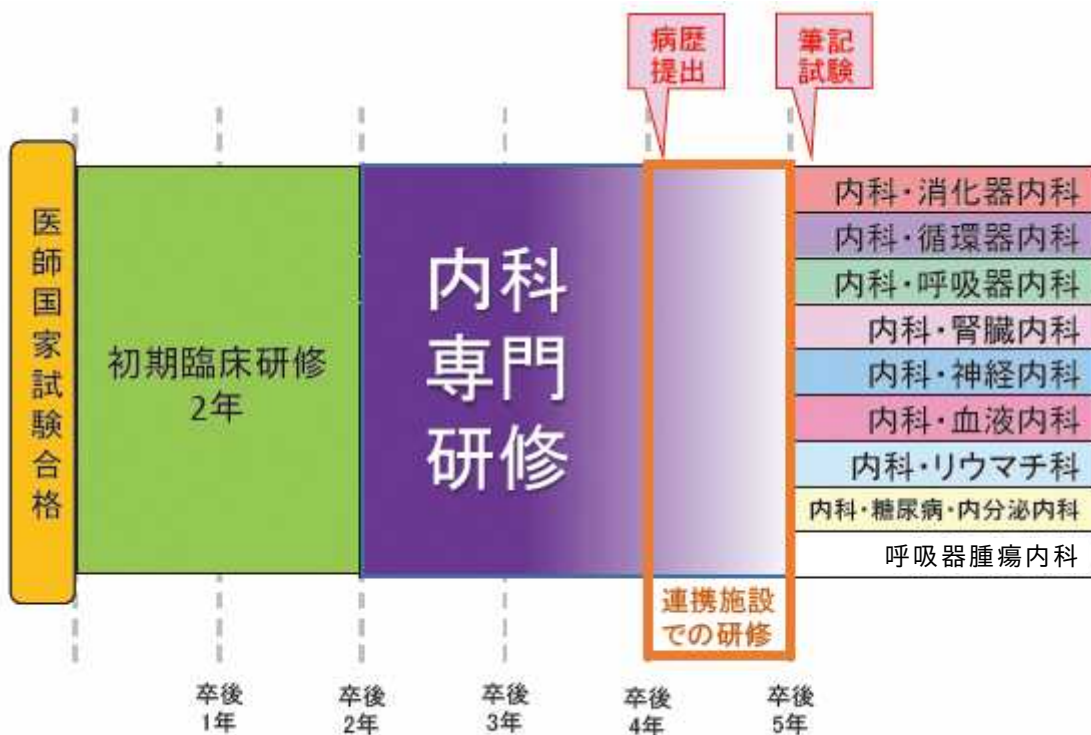 病歴
提出
筆記
試験
医師国家試験合格
初期臨床研修
2年
内科
専門
研修
内科・消化器内科
内科・循環器内科
内科・呼吸器内科
内科・腎臓内科
内科・神経内科
内科・血液内科
内科・リウマチ科
内科・糖尿病・内分泌内科
呼吸器腫瘍内科
連携施設
での研修
卒後
1年
卒後
2年
卒後
3年
卒後
4年
卒後
5年